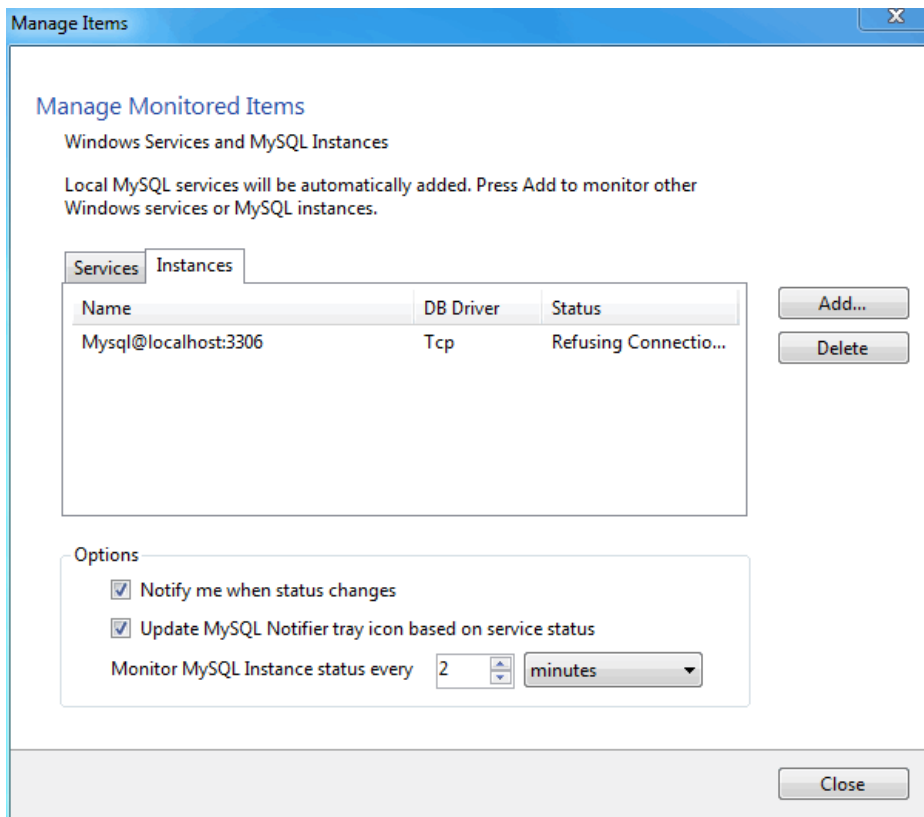 Manage Items
Manage Monitored Items
Windows Services and MySQL Instances
Local MySQL services will be automatically added. Press Add to monitor other
Windows services or MySQL instances.
Services Instances
Name DB Driver Status
Mysql@localhost:3306 Tcp Refusing Connectio...
Add...
Delete
Options
Notify me when status changes
Update MySQL Notifier tray icon based on service status
Monitor MySQL Instance status every 2 minutes
Close